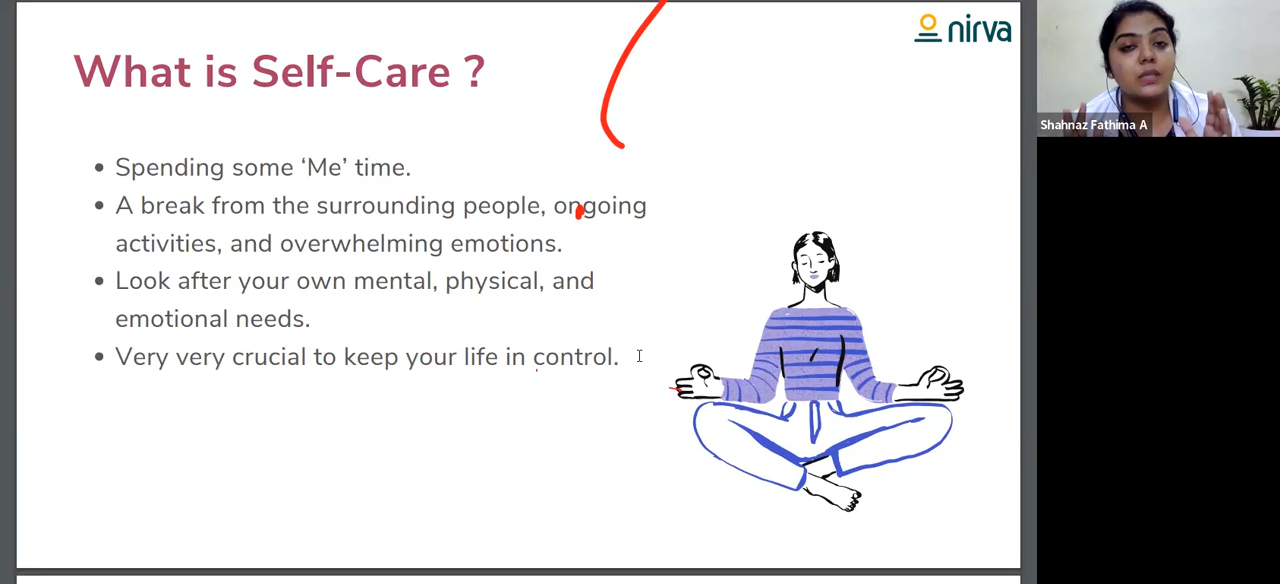 nirva
What is Self-Care ?
• Spending some ‘Me’ time.
• A break from the surrounding people, ongoing
activities, and overwhelming emotions.
• Look after your own mental, physical, and
emotional needs.
• Very very crucial to keep your life in control.
Shahnaz Fathima A